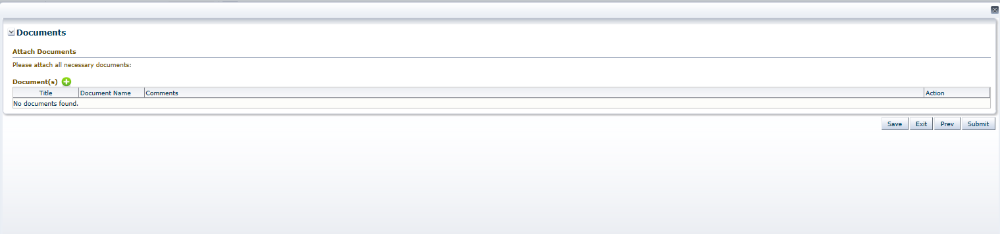 Documents
Attach Documents
Please attach all necessary documents:
Document(s)
Title Document Name Comments Action
No documents found.
Save Exit Prev Submit